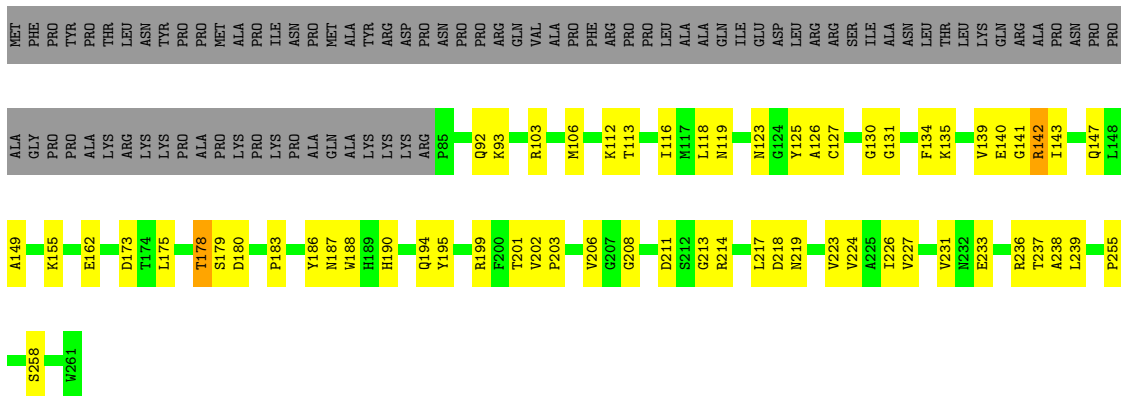 MET PHE PRO PRO TYR PRO THR LEU ASN TYR PRO PRO MET ALA PRO ILE ASN PRO MET ALA TYR ARG ASP PRO ASN PRO PRO ARG GLN VAL ALA PRO PHE ARG PRO PRO LEU ALA ALA GLN ILE GLU ASP LEU ARG ARG SER ILE ALA ASN LEU THR LEU LYS GLN ARG ALA PRO ASN PRO PRO
ALA GLY PRO PRO ALA LYS ARG LYS LYS PRO ALA PRO LYS PRO LYS PRO ALA GLN ALA LYS LYS LYS ARG P85 Q92 K93 R103 M106 K112 T113 I116 M117 L118 N119 N123 G124 Y125 A126 C127 G130 G131 F134 K135 V139 E140 G141 R142 I143 Q147 L148
A149 K155 E162 D173 T174 L175 T178 S179 D180 P183 Y186 N187 W188 H189 H190 Q194 Y195 R199 F200 T201 V202 P203 V206 G207 G208 D211 S212 G213 R214 L217 D218 N219 V223 V224 A225 I226 V227 V231 N232 E233 R236 T237 A238 L239 P255
S258 W261